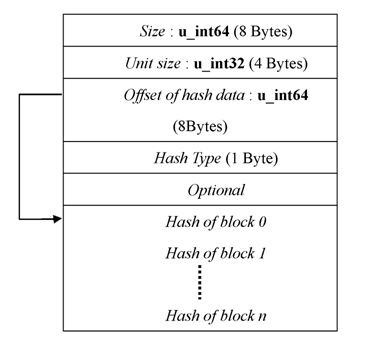 Size : u_int64 (8 Bytes)
Unit size : u_int32 (4 Bytes)
Offset of hash data : u_int64
(8Bytes)
Hash Type (1 Byte)
Optional
Hash of block 0
Hash of block 1
Hash of block n